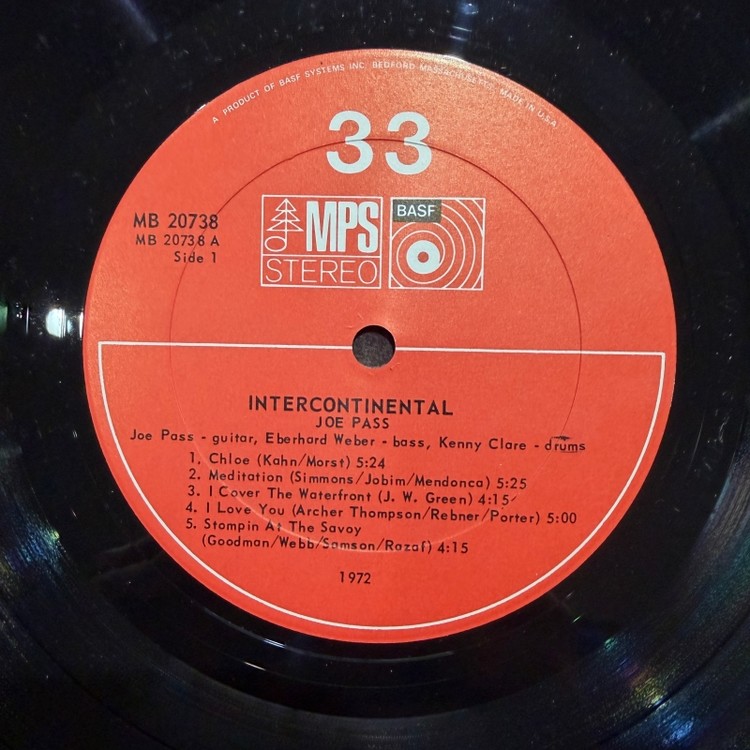 A PRODUCT OF BASF SYSTEMS INC. BEDFORD MASSACHUSETTS MADE IN U.S.A.
33
MPS
STEREO
BASF
MB 20738
MB 20738 A
Side 1
INTERCONTINENTAL
JOE PASS
Joe Pass - guitar, Eberhard Weber - bass, Kenny Clare - drums
1. Chloe (Kahn/Morst) 5:24
2. Meditation (Simmons/Jobim/Mendonca) 5:25
3. I Cover The Waterfront (J. W. Green) 4:15
4. I Love You (Archer Thompson/Rebner/Porter) 5:00
5. Stompin At The Savoy
(Goodman/Webb/Samson/Razaf) 4:15
1972